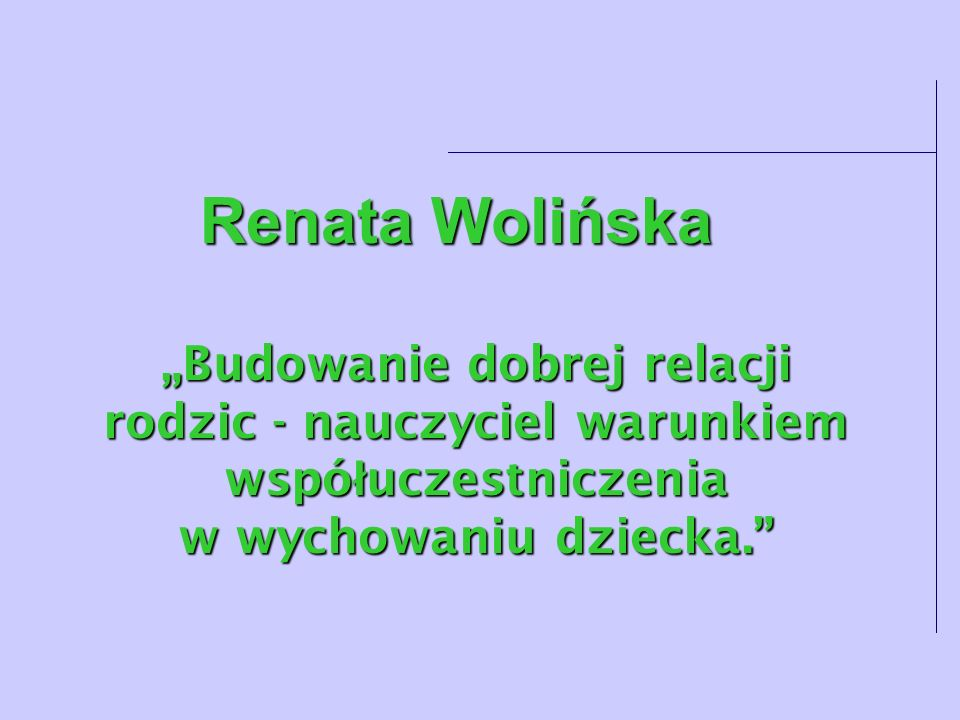 Renata Wolińska
„Budowanie dobrej relacji
rodzic - nauczyciel warunkiem
współuczestniczenia
w wychowaniu dziecka.”